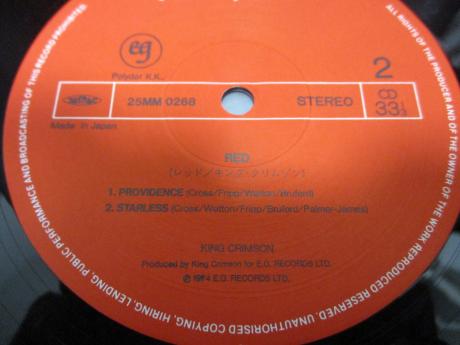 eg
Polydor K.K.
2
25MM 0268
STEREO
CD
33 1/3
Made in Japan
RED
(レッド/キング・クリムゾン)
1. PROVIDENCE (Cross/Fripp/Wetton/Bruford)
2. STARLESS (Cross/Wetton/Fripp/Bruford/Palmer-James)
KING CRIMSON
Produced by King Crimson for E.G. RECORDS LTD.
℗ 1974 E.G. RECORDS LTD.
ALL RIGHTS OF THE PRODUCER AND OF THE OWNER OF THE WORK REPRODUCED RESERVED. UNAUTHORISED COPYING, HIRING, LENDING, PUBLIC PERFORMANCE AND BROADCASTING OF THIS RECORD PROHIBITED.